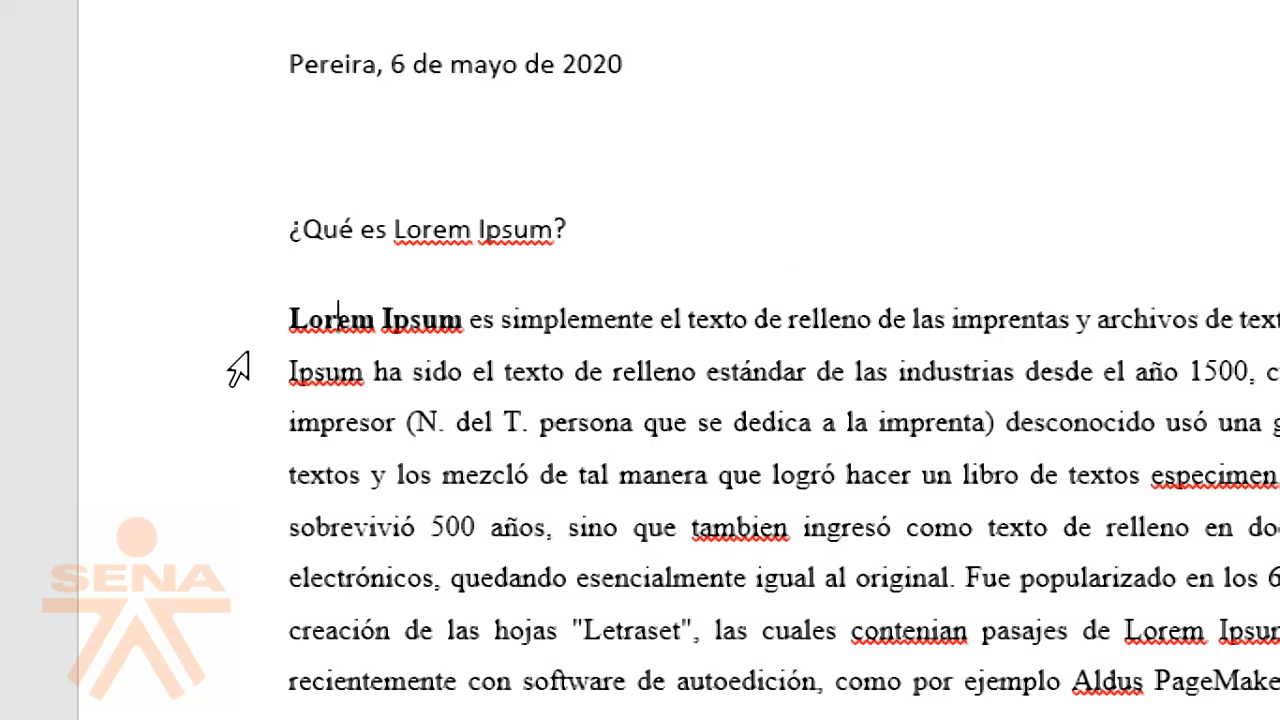 Pereira, 6 de mayo de 2020
¿Qué es Lorem Ipsum?
Lorem Ipsum es simplemente el texto de relleno de las imprentas y archivos de
Ipsum ha sido el texto de relleno estándar de las industrias desde el año 1500,
impresor (N. del T. persona que se dedica a la imprenta) desconocido usó una
textos y los mezcló de tal manera que logró hacer un libro de textos especimen
sobrevivió 500 años, sino que tambien ingresó como texto de relleno en
electrónicos, quedando esencialmente igual al original. Fue popularizado en los
creación de las hojas "Letraset", las cuales contenian pasajes de Lorem
recientemente con software de autoedición, como por ejemplo Aldus
SENA